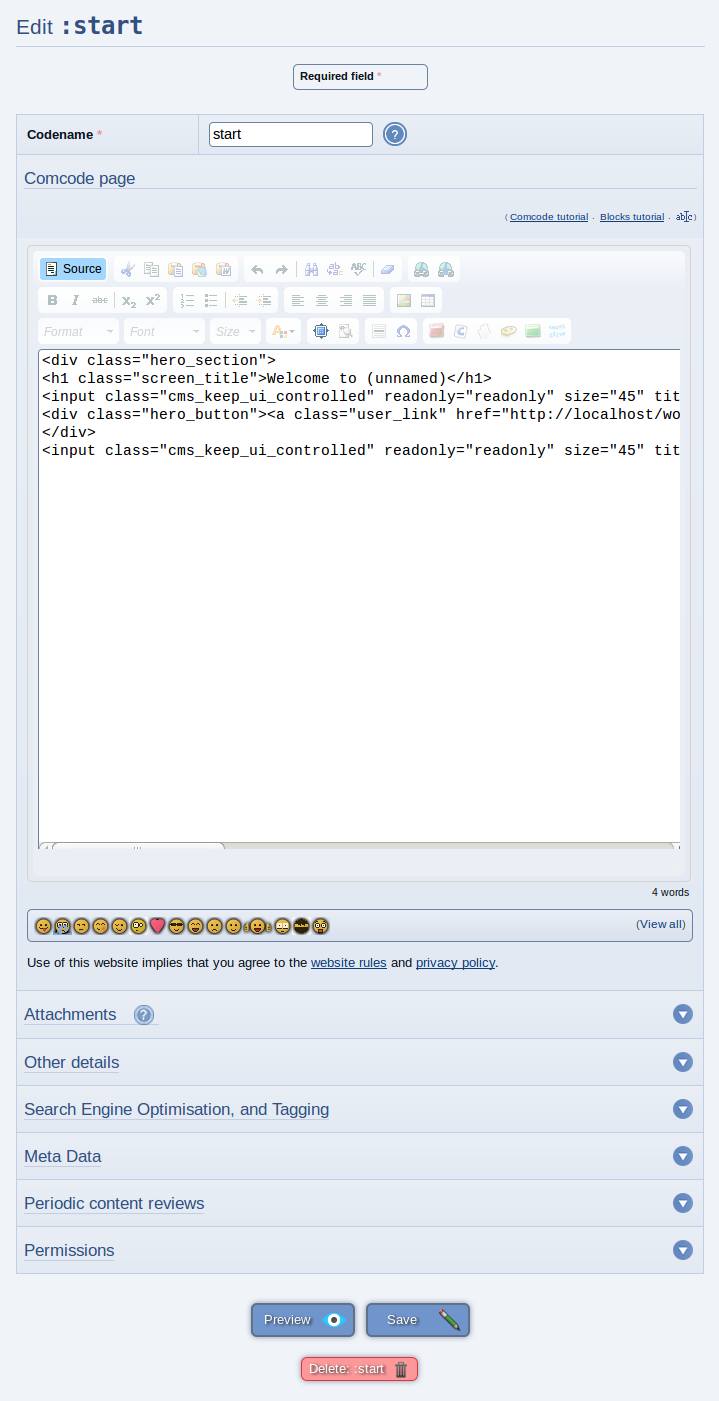 Edit :start
Required field *
Codename *
start
?
Comcode page
( Comcode tutorial · Blocks tutorial · abc )
Source
ABC
B I abc x2 x2
Format Font Size A
<div class="hero_section">
<h1 class="screen_title">Welcome to (unnamed)</h1>
<input class="cms_keep_ui_controlled" readonly="readonly" size="45" tit
<div class="hero_button"><a class="user_link" href="http://localhost/wo
</div>
<input class="cms_keep_ui_controlled" readonly="readonly" size="45" tit
4 words
(View all)
Use of this website implies that you agree to the website rules and privacy policy.
Attachments ?
Other details
Search Engine Optimisation, and Tagging
Meta Data
Periodic content reviews
Permissions
Preview Save
Delete: :start